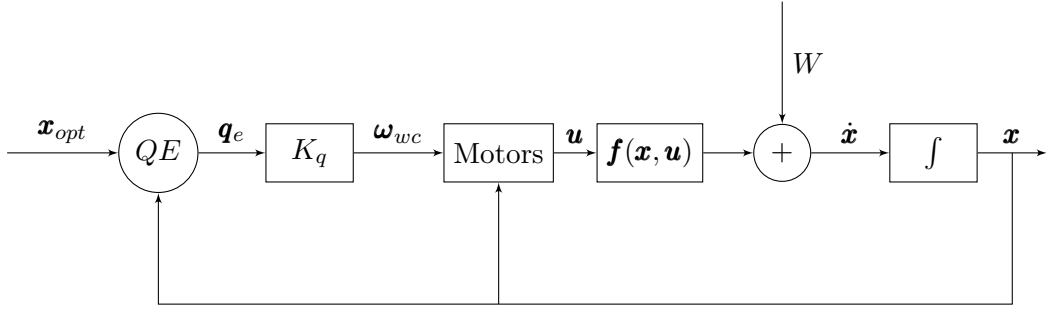 W
𝒙_opt
QE
𝒒_e
K_q
𝝎_wc
Motors
𝒖
𝒇(𝒙, 𝒖)
+
𝒙̇
∫
𝒙